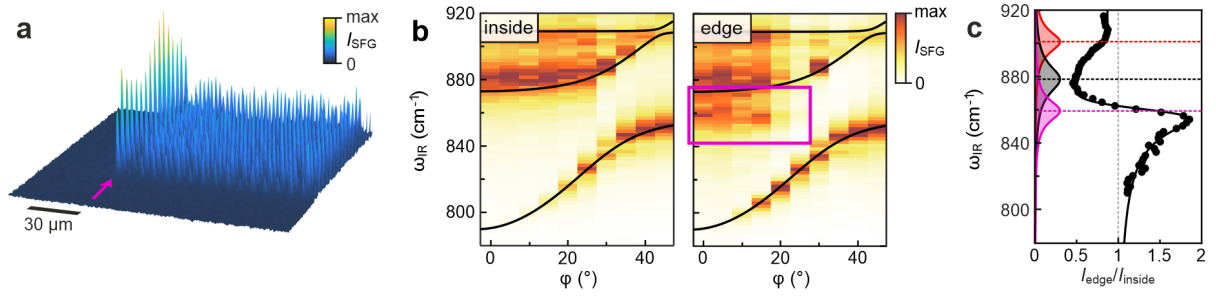 a
max
I_SFG
0
30 μm
b
920
880
840
800
ω_IR (cm⁻¹)
inside
0
20
40
φ (°)
edge
0
20
40
φ (°)
max
I_SFG
0
c
920
880
840
800
ω_IR (cm⁻¹)
0
0.5
1
1.5
2
I_edge/I_inside